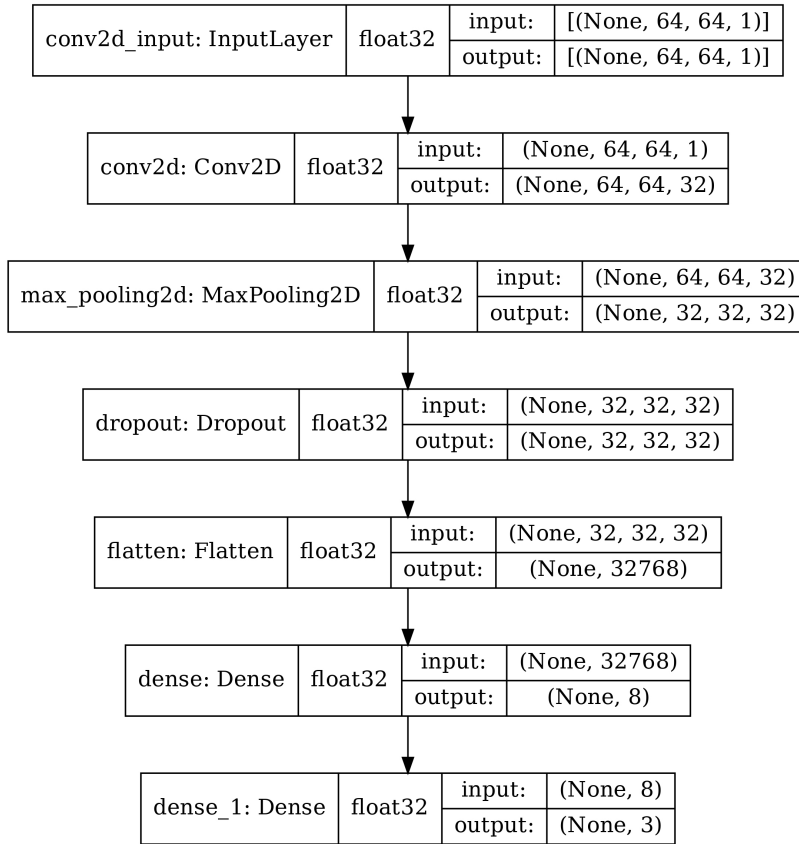 conv2d_input: InputLayer float32 input: [(None, 64, 64, 1)]
output: [(None, 64, 64, 1)]
conv2d: Conv2D float32 input: (None, 64, 64, 1)
output: (None, 64, 64, 32)
max_pooling2d: MaxPooling2D float32 input: (None, 64, 64, 32)
output: (None, 32, 32, 32)
dropout: Dropout float32 input: (None, 32, 32, 32)
output: (None, 32, 32, 32)
flatten: Flatten float32 input: (None, 32, 32, 32)
output: (None, 32768)
dense: Dense float32 input: (None, 32768)
output: (None, 8)
dense_1: Dense float32 input: (None, 8)
output: (None, 3)